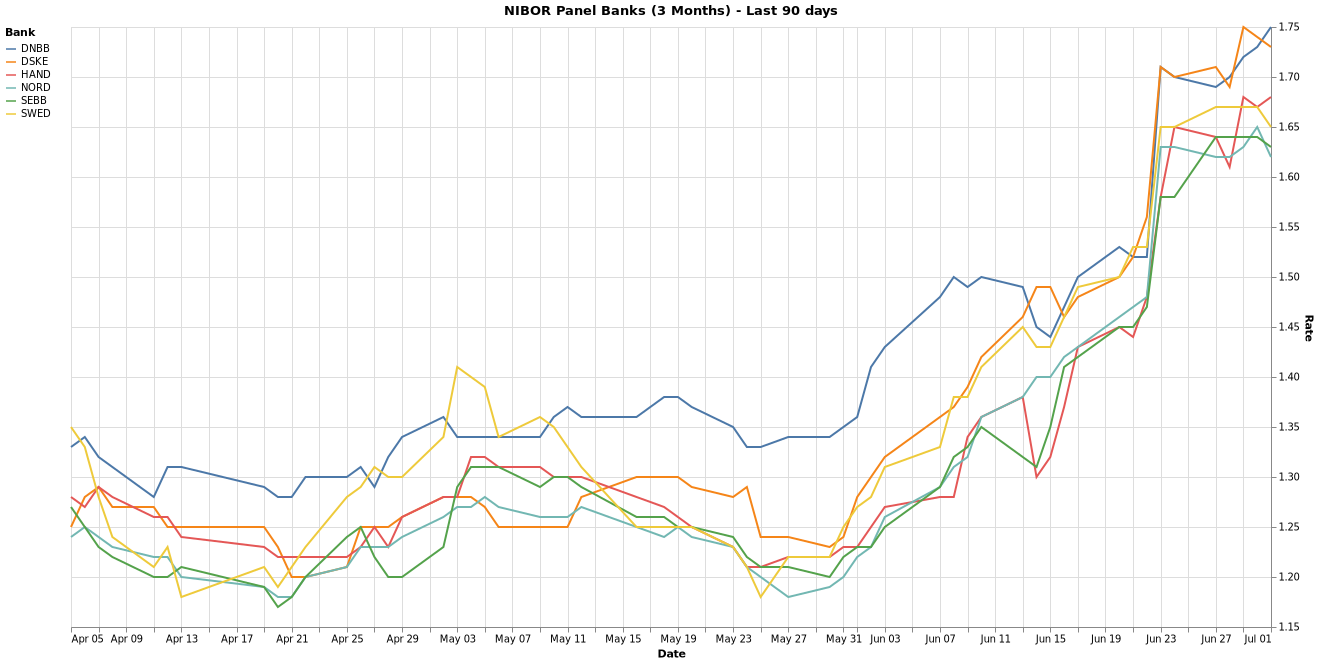 NIBOR Panel Banks (3 Months) - Last 90 days
Bank
DNBB
DSKE
HAND
NORD
SEBB
SWED
1.75
1.70
1.65
1.60
1.55
1.50
1.45
1.40
1.35
1.30
1.25
1.20
1.15
Rate
Apr 05 Apr 09 Apr 13 Apr 17 Apr 21 Apr 25 Apr 29 May 03 May 07 May 11 May 15 May 19 May 23 May 27 May 31 Jun 03 Jun 07 Jun 11 Jun 15 Jun 19 Jun 23 Jun 27 Jul 01
Date